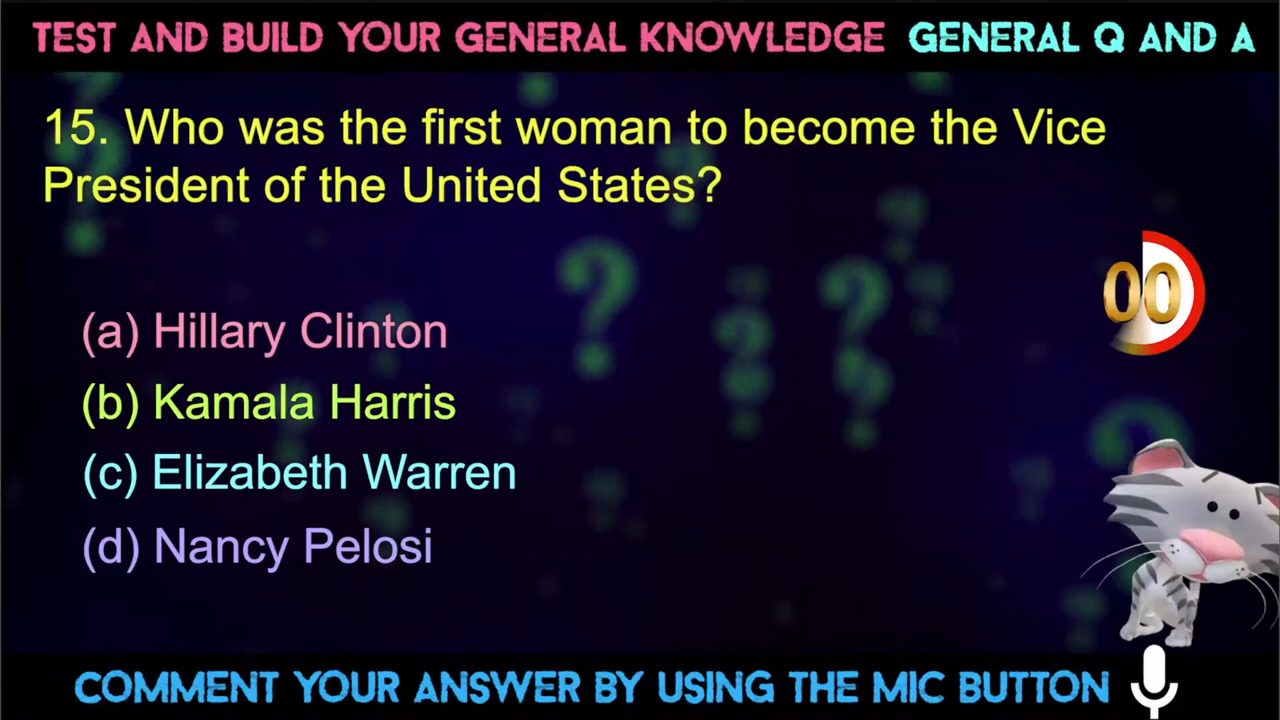 TEST AND BUILD YOUR GENERAL KNOWLEDGE GENERAL Q AND A
15. Who was the first woman to become the Vice
President of the United States?
00
(a) Hillary Clinton
(b) Kamala Harris
(c) Elizabeth Warren
(d) Nancy Pelosi
COMMENT YOUR ANSWER BY USING THE MIC BUTTON